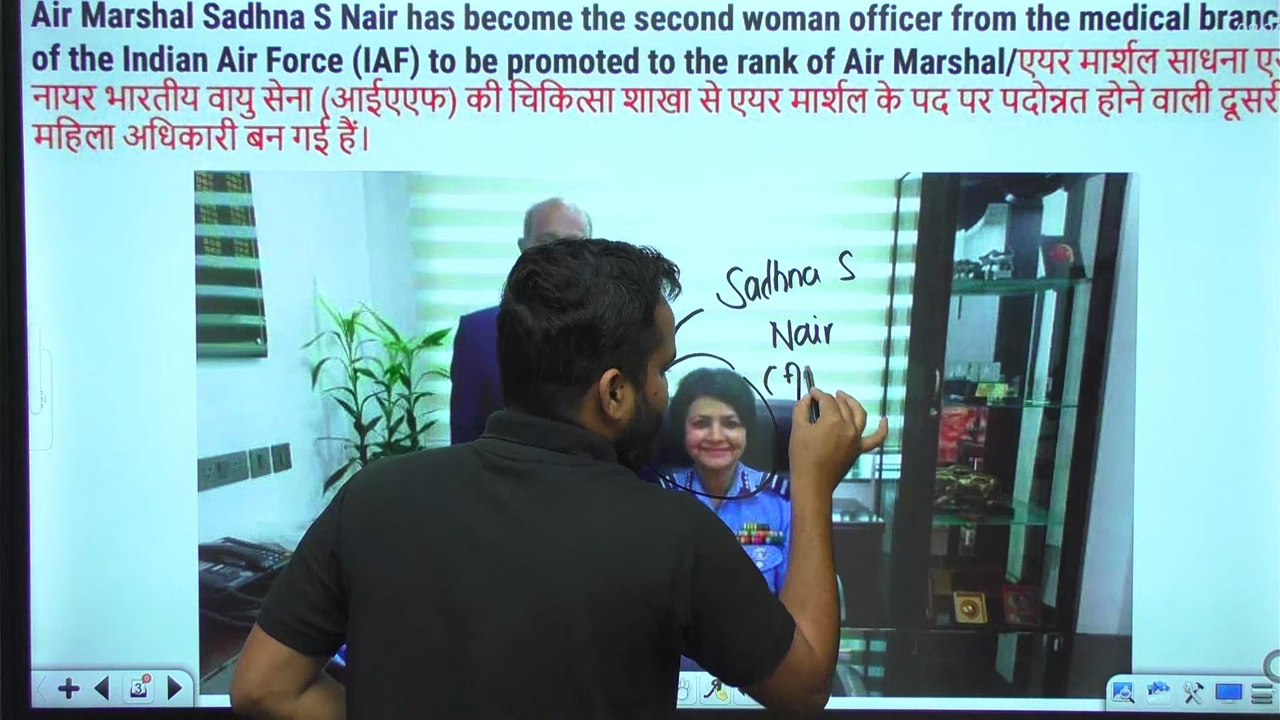 Air Marshal Sadhna S Nair has become the second woman officer from the medical branc
of the Indian Air Force (IAF) to be promoted to the rank of Air Marshal/एयर मार्शल साधना
नायर भारतीय वायु सेना (आईएएफ) की चिकित्सा शाखा से एयर मार्शल के पद पर पदोन्नत होने वाली दूसरी
महिला अधिकारी बन गई हैं।
Sadhna S
Nair
(f)
3